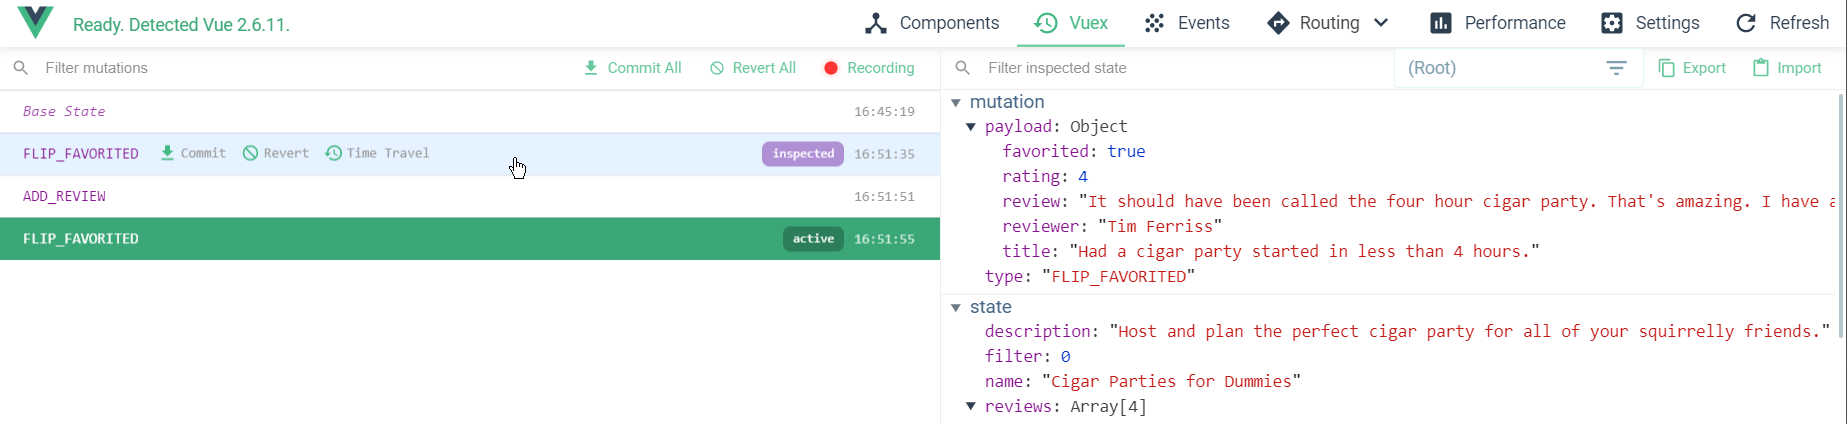 Ready. Detected Vue 2.6.11.
Components Vuex Events Routing Performance Settings Refresh
Filter mutations Commit All Revert All Recording
Filter inspected state (Root) Export Import
Base State 16:45:19
FLIP_FAVORITED Commit Revert Time Travel inspected 16:51:35
ADD_REVIEW 16:51:51
FLIP_FAVORITED active 16:51:55
mutation
payload: Object
favorited: true
rating: 4
review: "It should have been called the four hour cigar party. That's amazing. I have a
reviewer: "Tim Ferriss"
title: "Had a cigar party started in less than 4 hours."
type: "FLIP_FAVORITED"
state
description: "Host and plan the perfect cigar party for all of your squirrelly friends."
filter: 0
name: "Cigar Parties for Dummies"
reviews: Array[4]